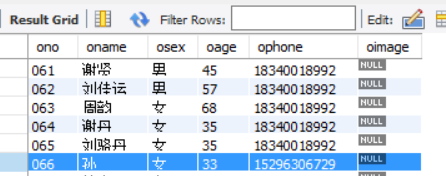 Result Grid Filter Rows: Edit:
ono oname osex oage ophone oimage
061 谢贤 男 45 18340018992 NULL
062 刘佳运 男 57 18340018992 NULL
063 周韵 女 68 18340018992 NULL
064 谢丹 女 35 18340018992 NULL
065 刘骆丹 女 35 18340018992 NULL
066 孙 女 33 15296306729 NULL